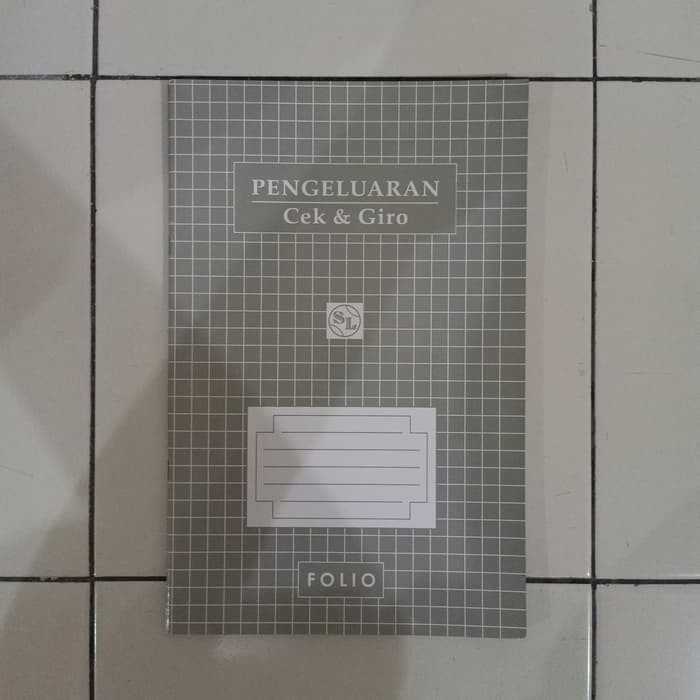 PENGELUARAN
Cek & Giro
SL
FOLIO